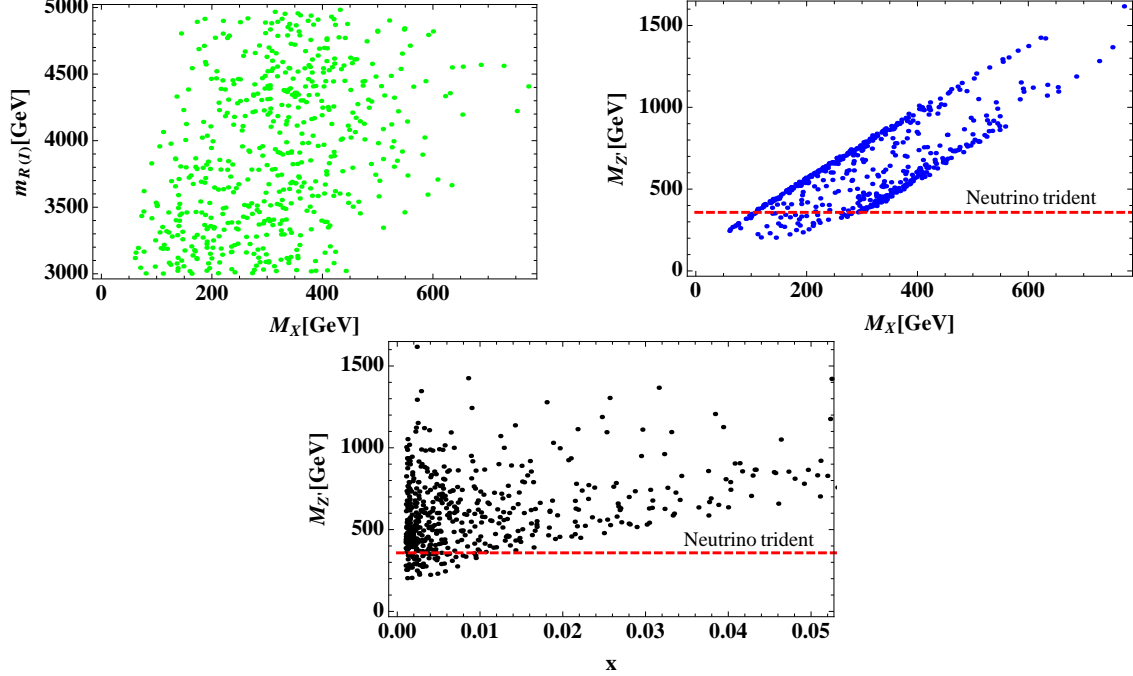 5000
4500
4000
3500
3000
m_{R(I)}[GeV]
0 200 400 600
M_X[GeV]
1500
1000
500
0
M_{Z'}[GeV]
Neutrino trident
0 200 400 600
M_X[GeV]
1500
1000
500
0
M_{Z'}[GeV]
Neutrino trident
0.00 0.01 0.02 0.03 0.04 0.05
x